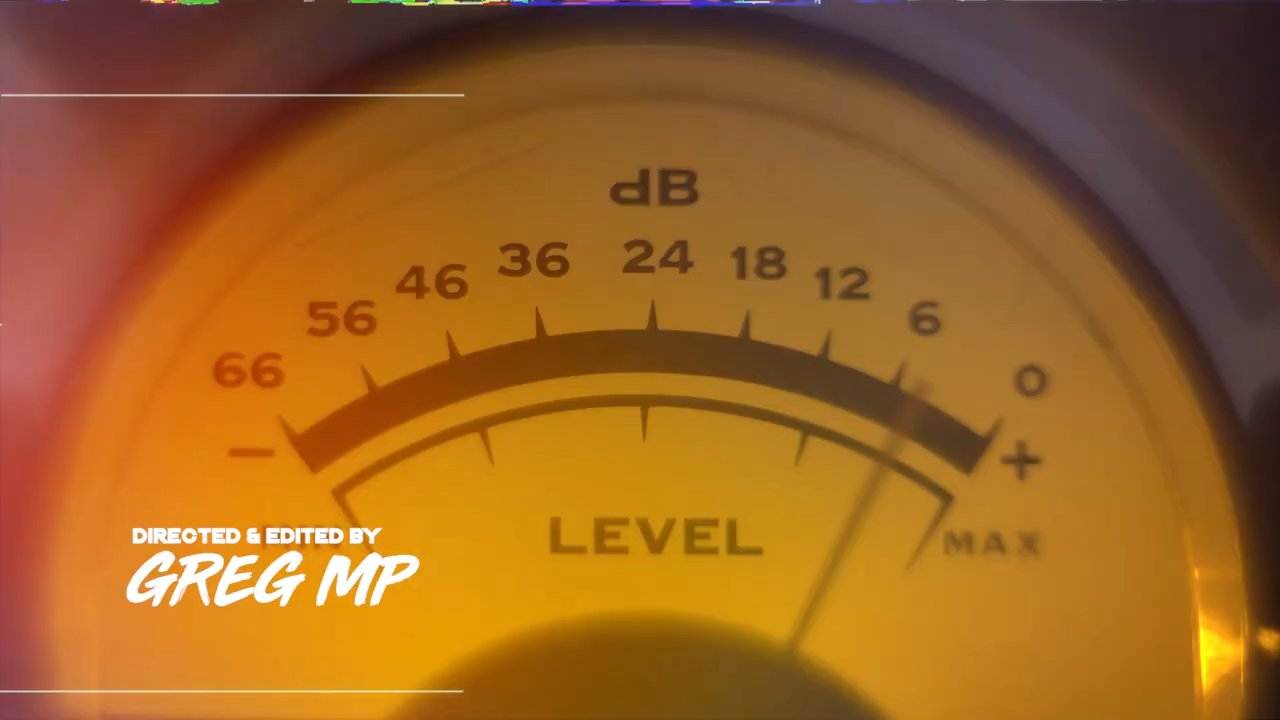 dB
66 56 46 36 24 18 12 6 0
− +
LEVEL
MAX
DIRECTED & EDITED BY
GREG MP